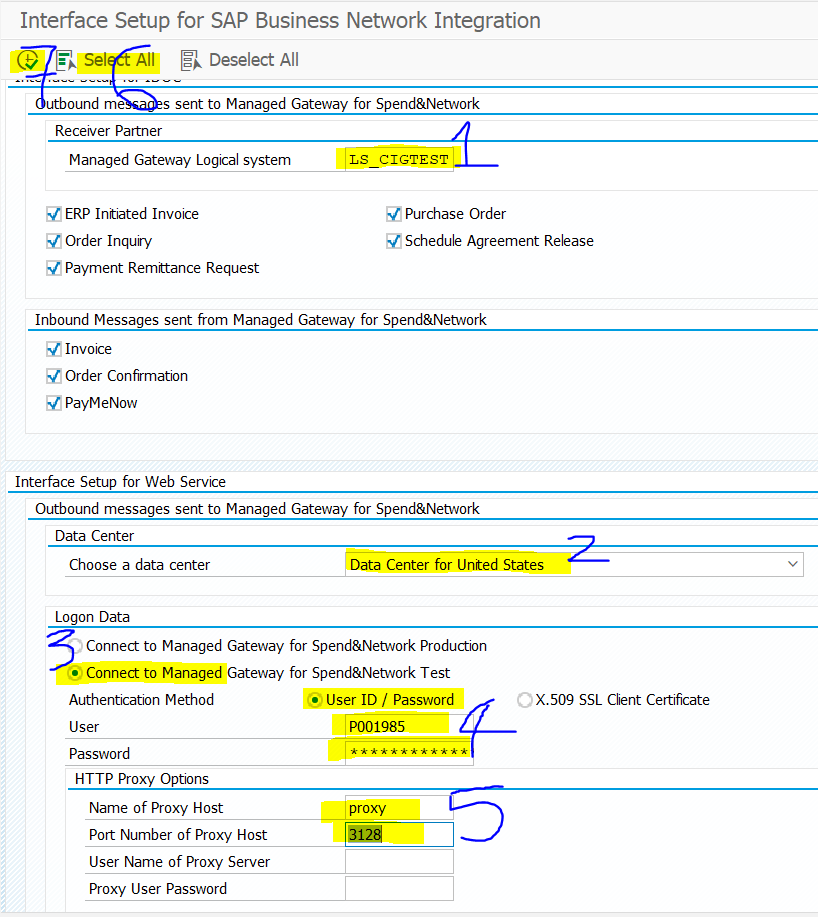 Interface Setup for SAP Business Network Integration
7 Select All 6 Deselect All
Interface Setup for IDOC
Outbound messages sent to Managed Gateway for Spend&Network
Receiver Partner
Managed Gateway Logical system LS_CIGTEST 1
ERP Initiated Invoice Purchase Order
Order Inquiry Schedule Agreement Release
Payment Remittance Request
Inbound Messages sent from Managed Gateway for Spend&Network
Invoice
Order Confirmation
PayMeNow
Interface Setup for Web Service
Outbound messages sent to Managed Gateway for Spend&Network
Data Center
Choose a data center Data Center for United States 2
Logon Data
3 Connect to Managed Gateway for Spend&Network Production
Connect to Managed Gateway for Spend&Network Test
Authentication Method User ID / Password X.509 SSL Client Certificate
User P001985 4
Password ************
HTTP Proxy Options
Name of Proxy Host proxy 5
Port Number of Proxy Host 3128
User Name of Proxy Server
Proxy User Password